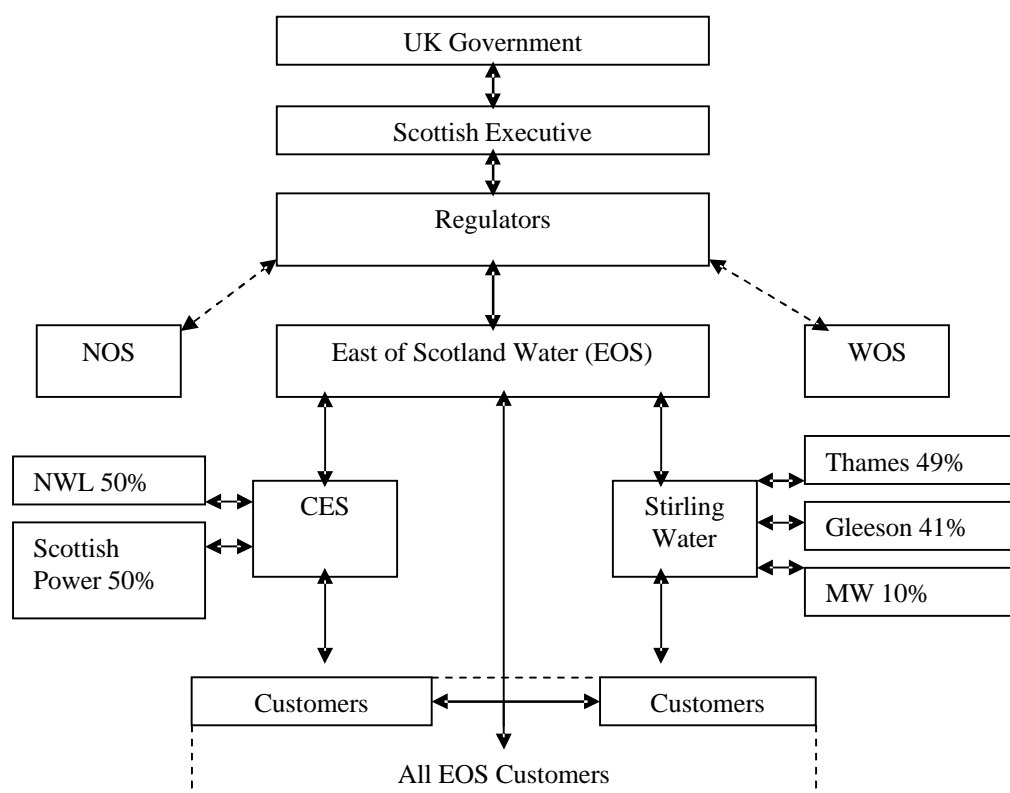 UK Government
Scottish Executive
Regulators
NOS
East of Scotland Water (EOS)
WOS
NWL 50%
Scottish
Power 50%
CES
Stirling
Water
Thames 49%
Gleeson 41%
MW 10%
Customers
Customers
All EOS Customers